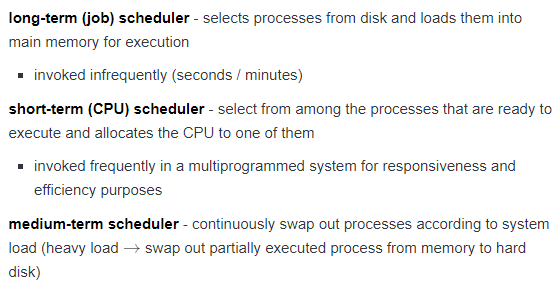 long-term (job) scheduler - selects processes from disk and loads them into
main memory for execution
▪ invoked infrequently (seconds / minutes)
short-term (CPU) scheduler - select from among the processes that are ready to
execute and allocates the CPU to one of them
▪ invoked frequently in a multiprogrammed system for responsiveness and
efficiency purposes
medium-term scheduler - continuously swap out processes according to system
load (heavy load → swap out partially executed process from memory to hard
disk)